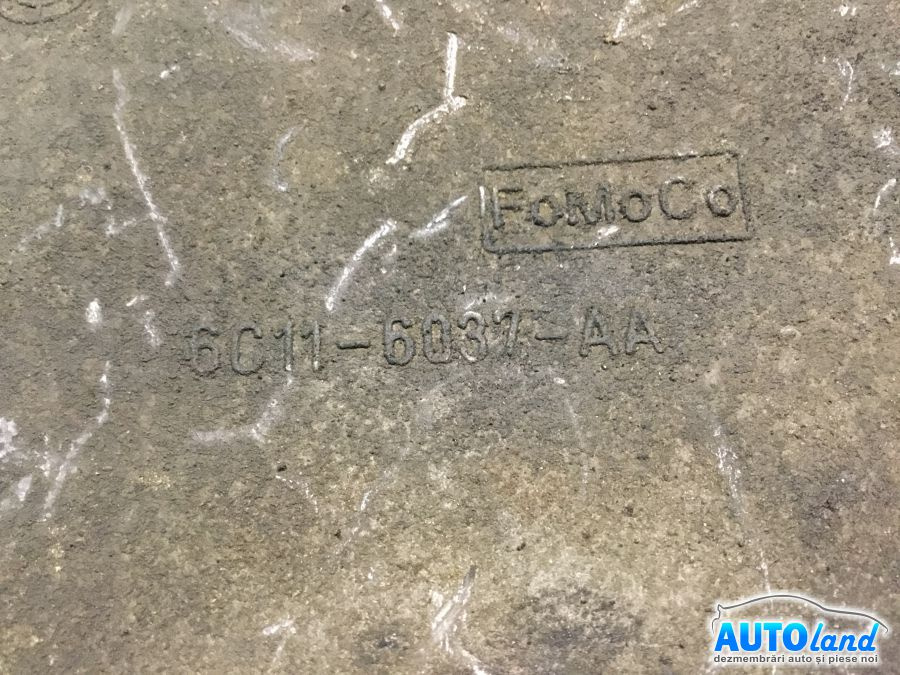 FoMoCo
6C11-6037-AA
AUTOland
dezmembrări auto și piese noi